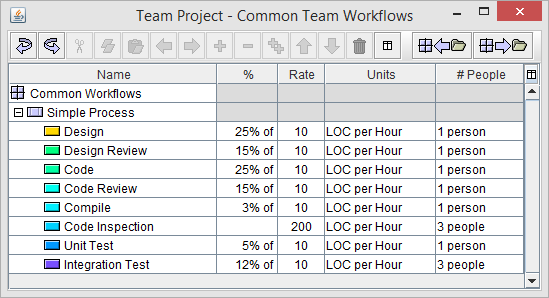 Team Project - Common Team Workflows
Name % Rate Units # People
Common Workflows
Simple Process
Design 25% of 10 LOC per Hour 1 person
Design Review 15% of 10 LOC per Hour 1 person
Code 25% of 10 LOC per Hour 1 person
Code Review 15% of 10 LOC per Hour 1 person
Compile 3% of 10 LOC per Hour 1 person
Code Inspection 200 LOC per Hour 3 people
Unit Test 5% of 10 LOC per Hour 1 person
Integration Test 12% of 10 LOC per Hour 3 people